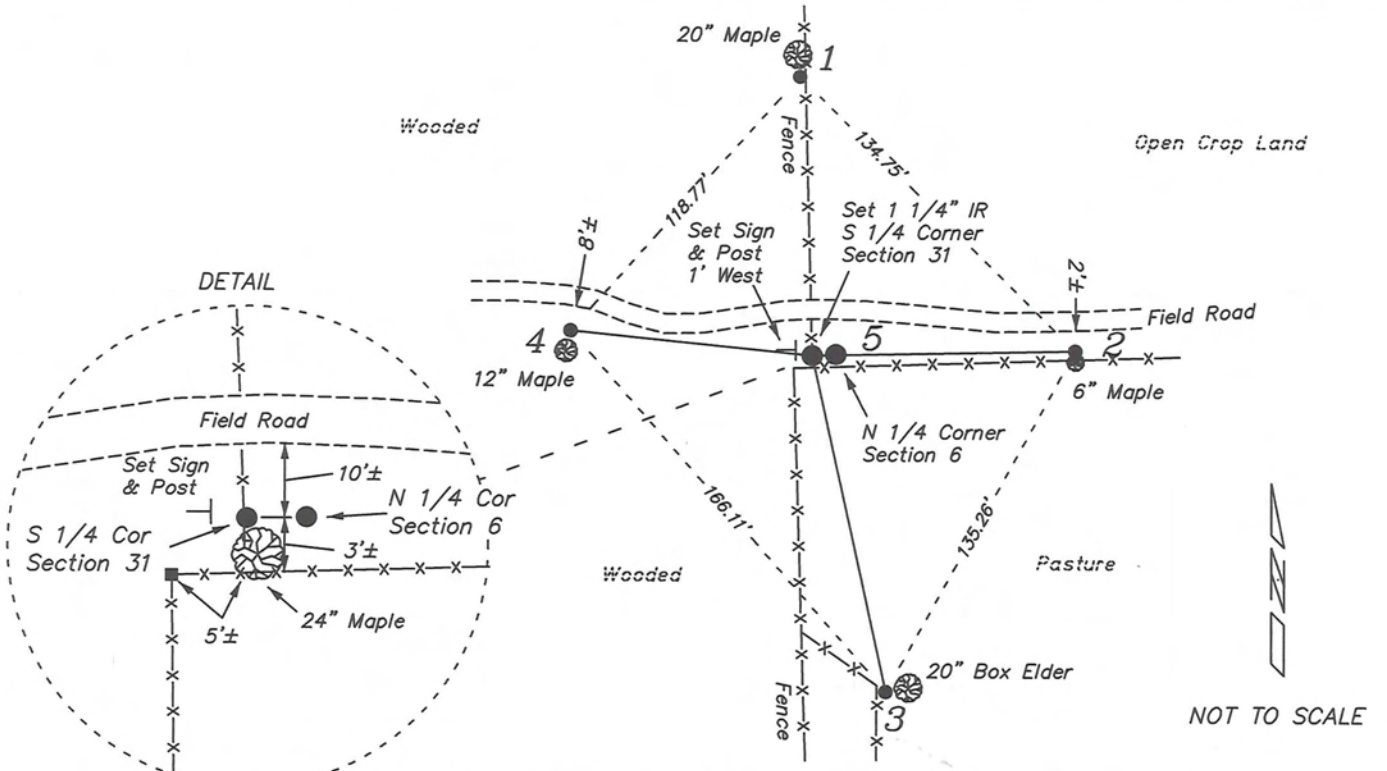 20" Maple
1
Wooded
Fence
134.75'
Open Crop Land
118.77'
Set 1 1/4" IR
S 1/4 Corner
Section 31
Set Sign
& Post
1' West
8'±
2'±
DETAIL
Field Road
4
5
2
12" Maple
6" Maple
N 1/4 Corner
Section 6
Field Road
Set Sign
& Post
10'±
N 1/4 Cor
Section 6
S 1/4 Cor
Section 31
3'±
166.11'
135.26'
Wooded
Pasture
24" Maple
5'±
20" Box Elder
Fence
3
N
NOT TO SCALE